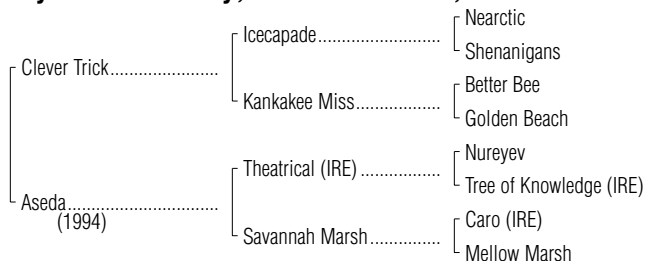 Nearctic
Icecapade........................
Shenanigans
Clever Trick.....................
Better Bee
Kankakee Miss................
Golden Beach
Nureyev
Theatrical (IRE) ................
Tree of Knowledge (IRE)
Aseda.............................
(1994)
Caro (IRE)
Savannah Marsh..............
Mellow Marsh